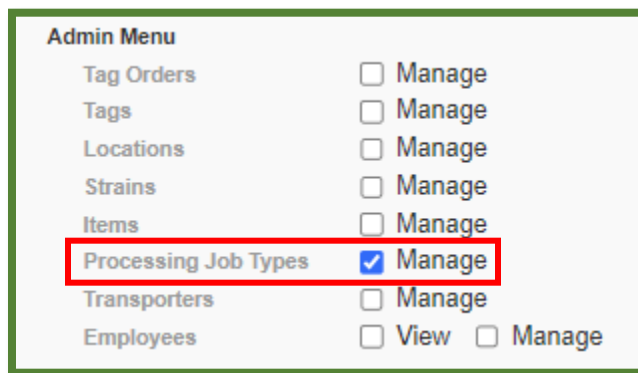 Admin Menu
Tag Orders Manage
Tags Manage
Locations Manage
Strains Manage
Items Manage
Processing Job Types Manage
Transporters Manage
Employees View Manage